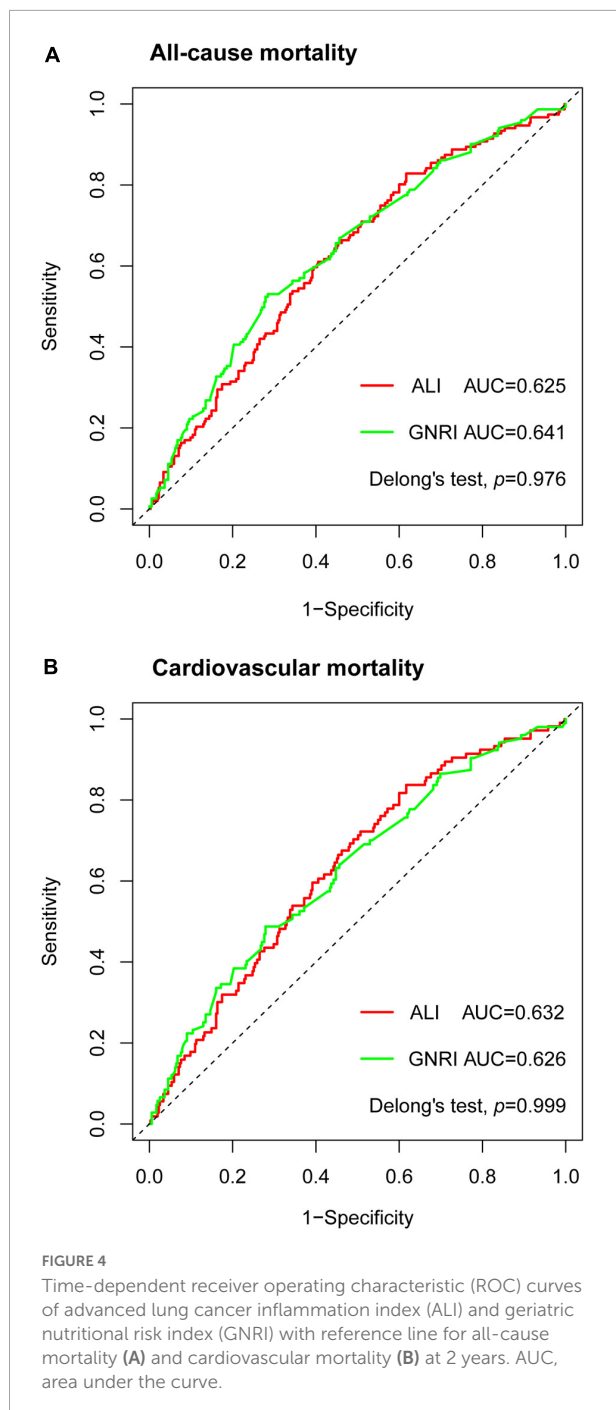 A All-cause mortality
1.0
0.8
0.6
0.4
0.2
0.0
Sensitivity
ALI AUC=0.625
GNRI AUC=0.641
Delong's test, p=0.976
0.0 0.2 0.4 0.6 0.8 1.0
1−Specificity
B Cardiovascular mortality
1.0
0.8
0.6
0.4
0.2
0.0
Sensitivity
ALI AUC=0.632
GNRI AUC=0.626
Delong's test, p=0.999
0.0 0.2 0.4 0.6 0.8 1.0
1−Specificity
FIGURE 4
Time-dependent receiver operating characteristic (ROC) curves
of advanced lung cancer inflammation index (ALI) and geriatric
nutritional risk index (GNRI) with reference line for all-cause
mortality (A) and cardiovascular mortality (B) at 2 years. AUC,
area under the curve.